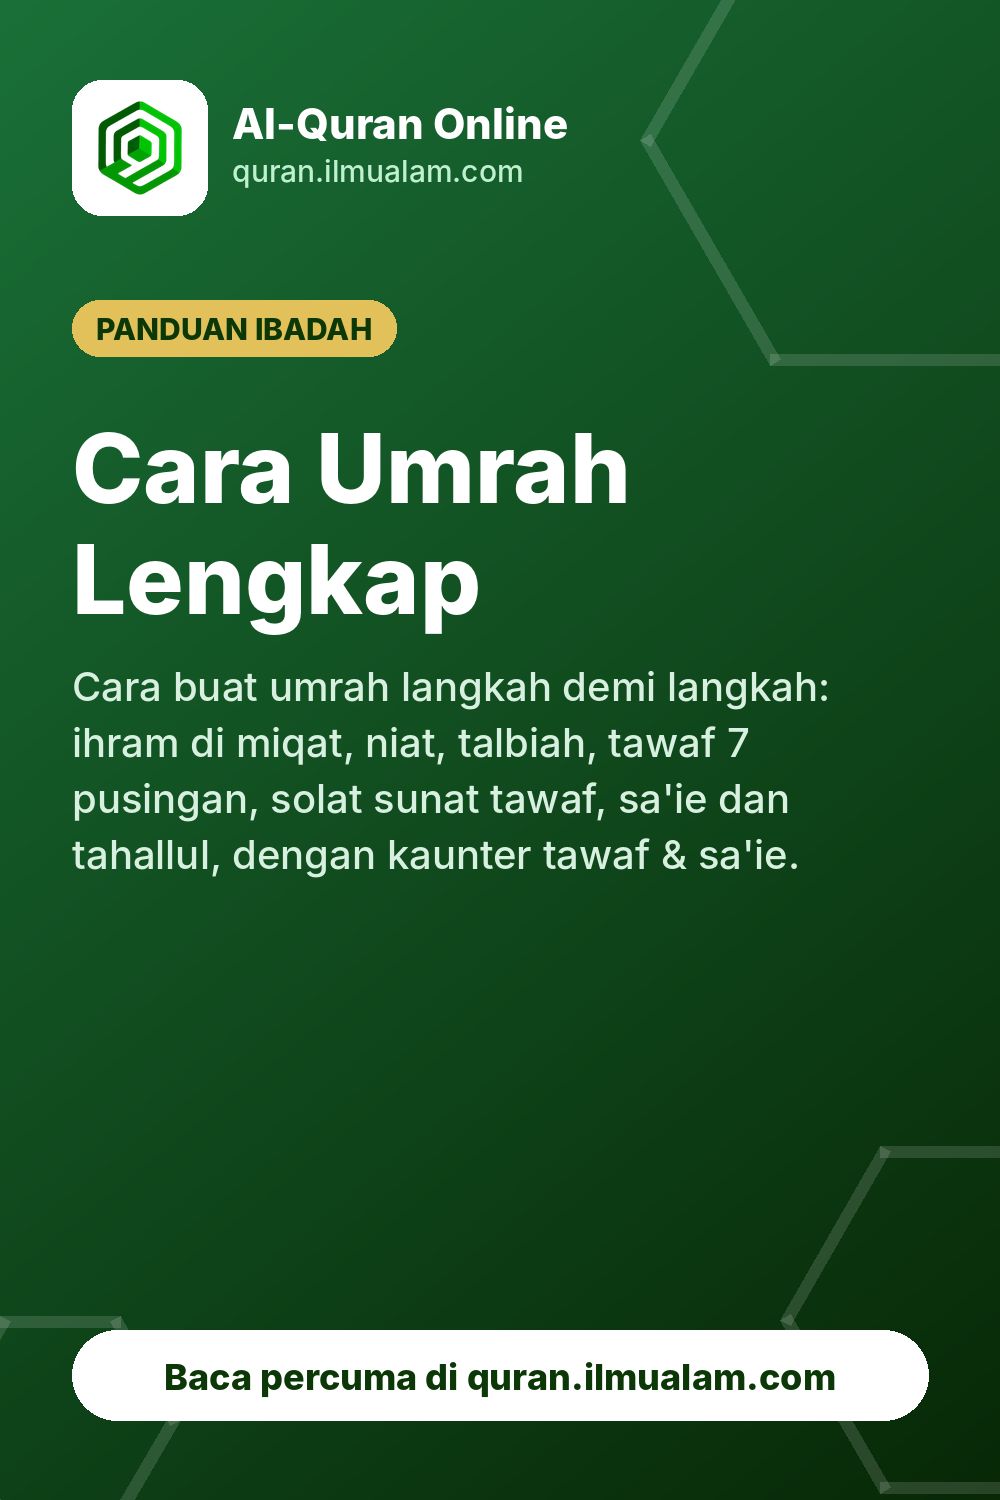 Al-Quran Online
quran.ilmualam.com
PANDUAN IBADAH
Cara Umrah
Lengkap
Cara buat umrah langkah demi langkah:
ihram di miqat, niat, talbiah, tawaf 7
pusingan, solat sunat tawaf, sa'ie dan
tahallul, dengan kaunter tawaf & sa'ie.
Baca percuma di quran.ilmualam.com